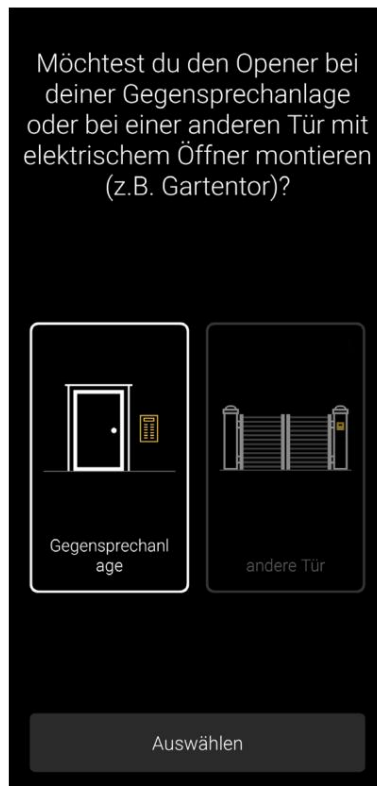 Möchtest du den Opener bei
deiner Gegensprechanlage
oder bei einer anderen Tür mit
elektrischem Öffner montieren
(z.B. Gartentor)?
Gegensprechanl
age
andere Tür
Auswählen